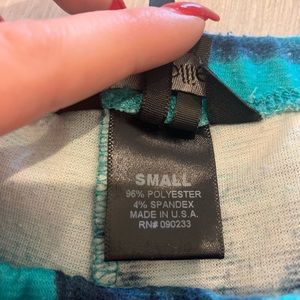 SMALL
96% POLYESTER
4% SPANDEX
MADE IN U.S.A.
RN# 090233